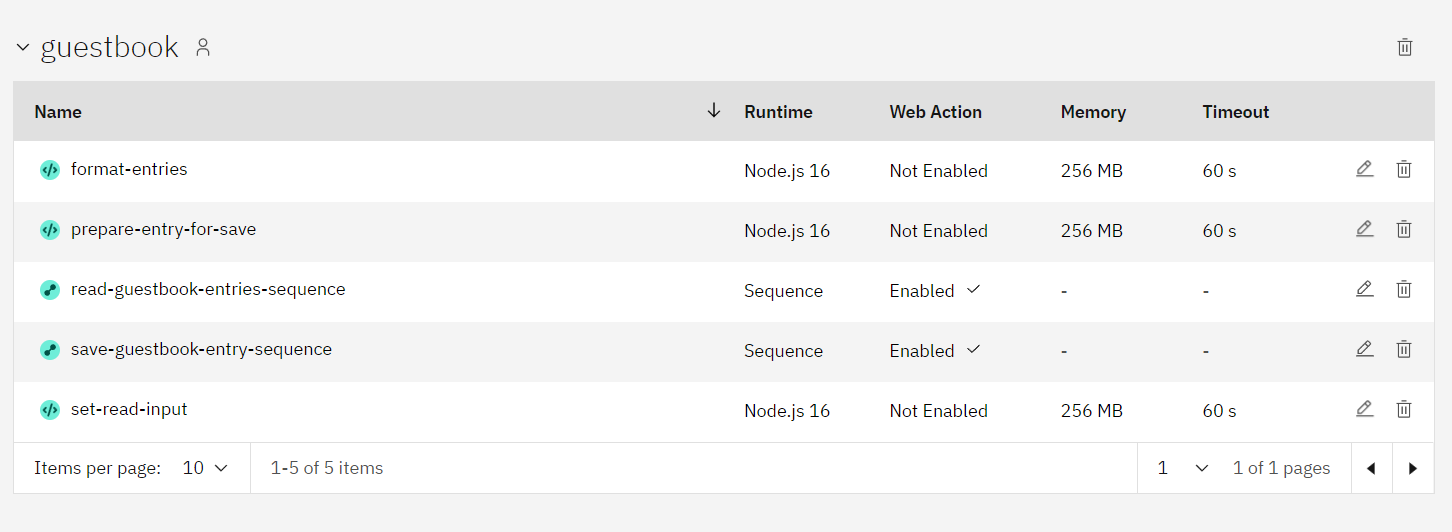 guestbook
Name Runtime Web Action Memory Timeout
format-entries Node.js 16 Not Enabled 256 MB 60 s
prepare-entry-for-save Node.js 16 Not Enabled 256 MB 60 s
read-guestbook-entries-sequence Sequence Enabled - -
save-guestbook-entry-sequence Sequence Enabled - -
set-read-input Node.js 16 Not Enabled 256 MB 60 s
Items per page: 10 1-5 of 5 items 1 1 of 1 pages